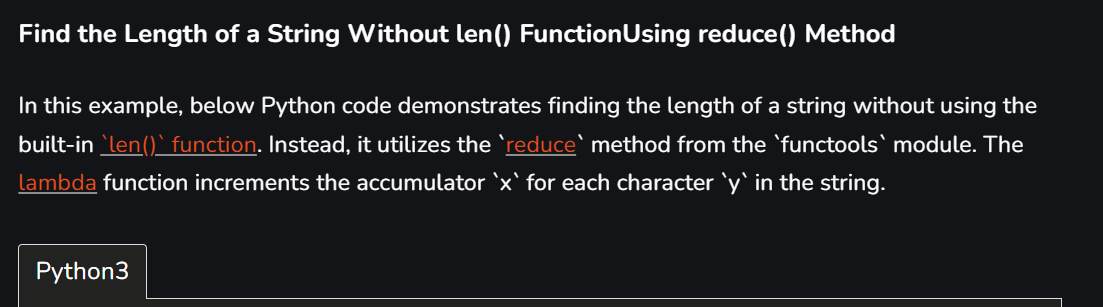 Find the Length of a String Without len() FunctionUsing reduce() Method
In this example, below Python code demonstrates finding the length of a string without using the
built-in `len()` function. Instead, it utilizes the `reduce` method from the `functools` module. The
lambda function increments the accumulator `x` for each character `y` in the string.
Python3